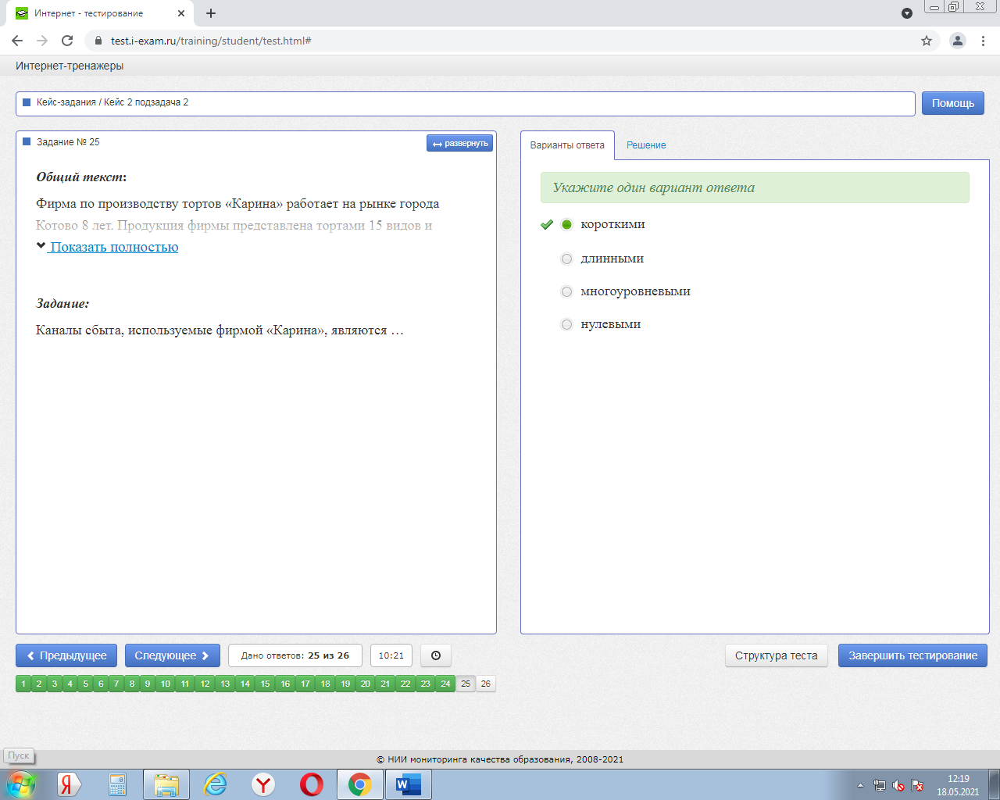 Интернет - тестирование
test.i-exam.ru/training/student/test.html#
Интернет-тренажеры
Кейс-задания / Кейс 2 подзадача 2
Помощь
Задание № 25
развернуть
Общий текст:
Фирма по производству тортов «Карина» работает на рынке города
Котово 8 лет. Продукция фирмы представлена тортами 15 видов и
Показать полностью
Задание:
Каналы сбыта, используемые фирмой «Карина», являются …
Варианты ответа
Решение
Укажите один вариант ответа
короткими
длинными
многоуровневыми
нулевыми
Предыдущее
Следующее
Дано ответов: 25 из 26
10:21
Структура теста
Завершить тестирование
1 2 3 4 5 6 7 8 9 10 11 12 13 14 15 16 17 18 19 20 21 22 23 24 25 26
Пуск
© НИИ мониторинга качества образования, 2008-2021
12:19
18.05.2021